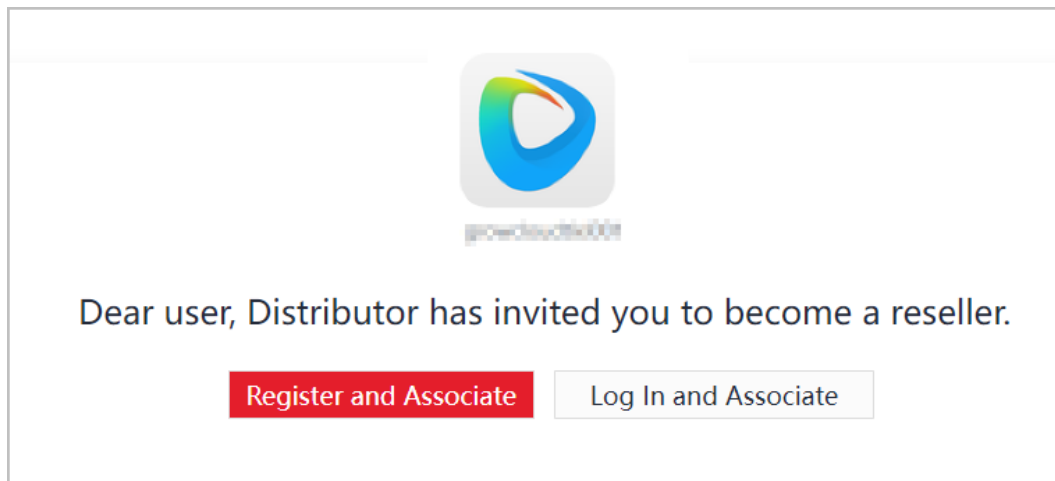 Dear user, Distributor has invited you to become a reseller.
Register and Associate
Log In and Associate